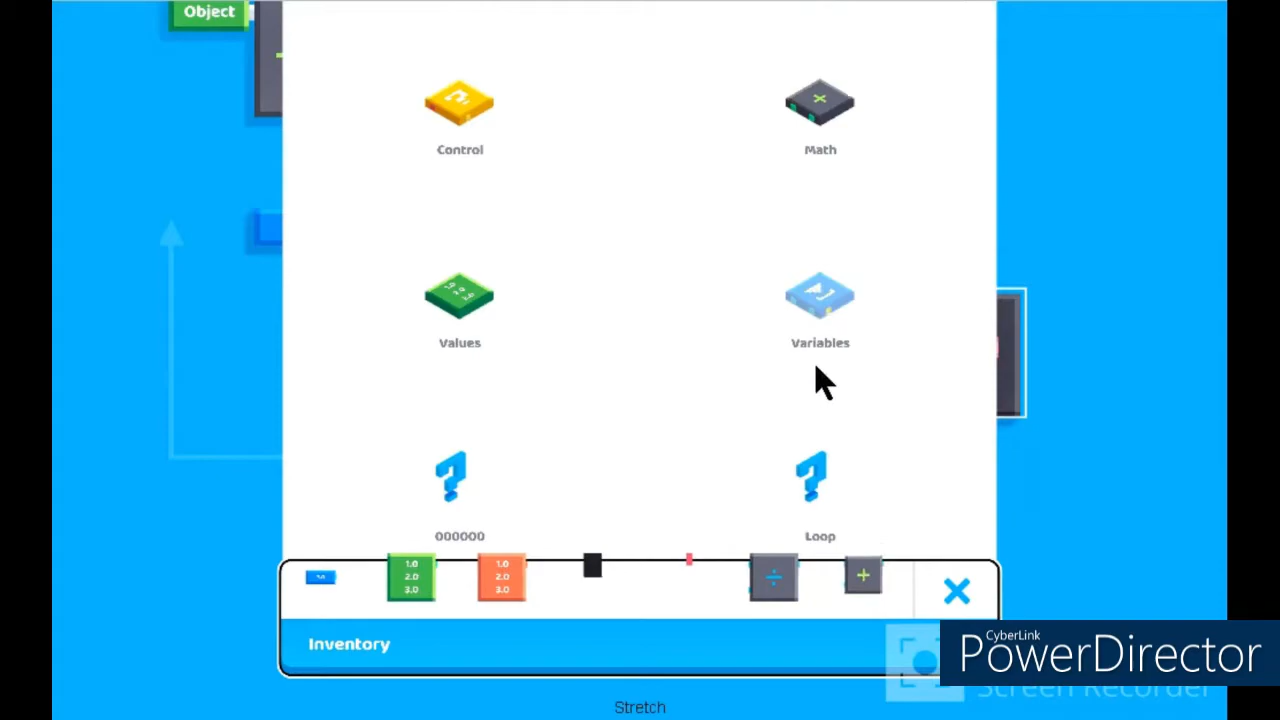 Object
Control
Math
Values
Variables
000000
Loop
1.0
2.0
3.0
1.0
2.0
3.0
Inventory
CyberLink
PowerDirector
Screen Recorder
Stretch